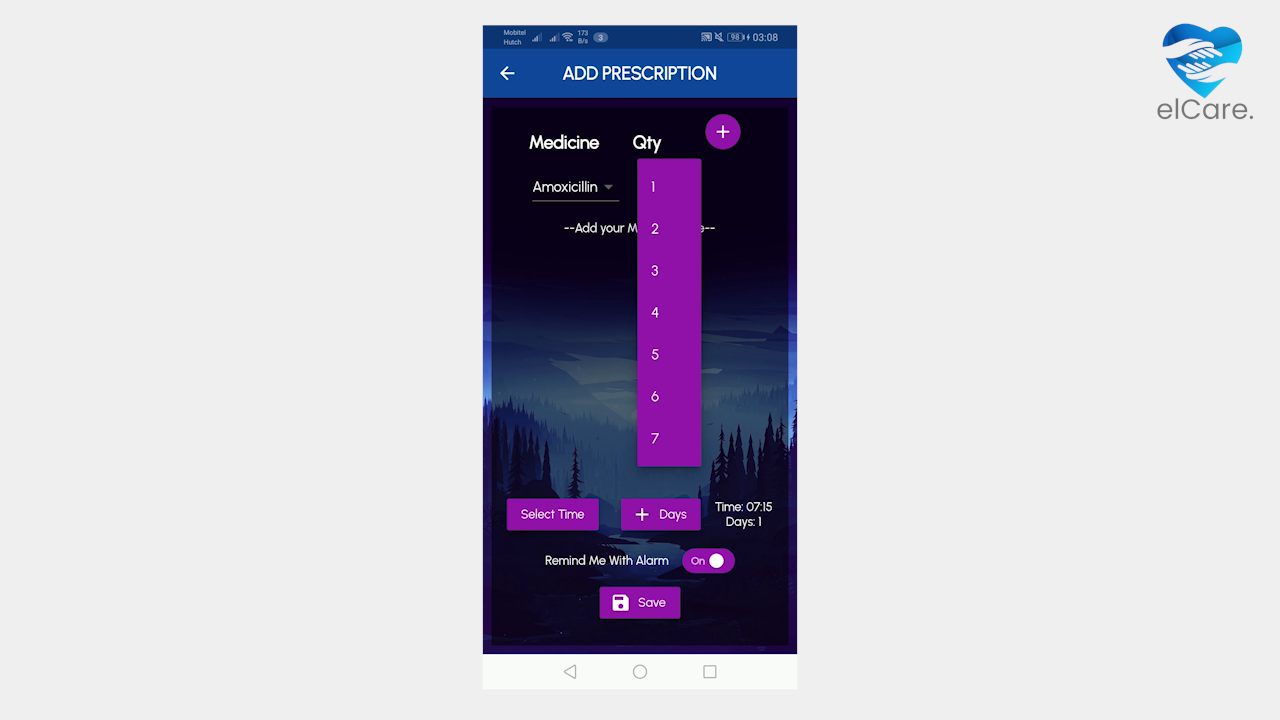 Mobitel
Hutch
173
B/s
3
98
03:08
elCare.
ADD PRESCRIPTION
Medicine
Qty
Amoxicillin
1
--Add your M
e--
2
3
4
5
6
7
Select Time
Days
Time: 07:15
Days: 1
Remind Me With Alarm
On
Save